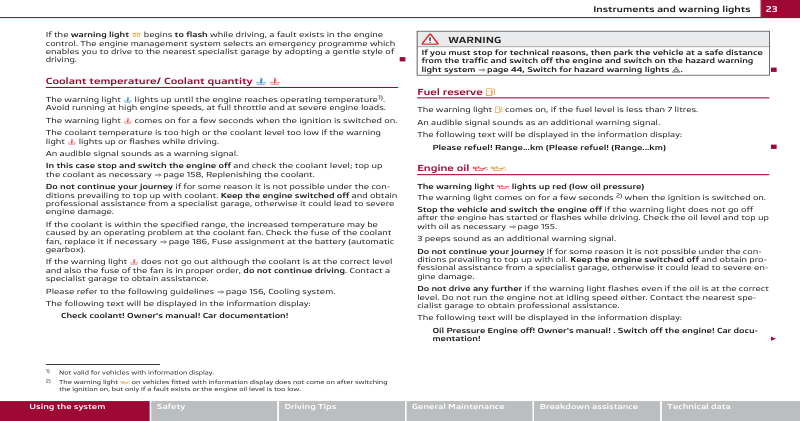 Instruments and warning lights 23
If the warning light begins to flash while driving, a fault exists in the engine
control. The engine management system selects an emergency programme which
enables you to drive to the nearest specialist garage by adopting a gentle style of
driving.
Coolant temperature/ Coolant quantity
The warning light lights up until the engine reaches operating temperature1).
Avoid running at high engine speeds, at full throttle and at severe engine loads.
The warning light comes on for a few seconds when the ignition is switched on.
The coolant temperature is too high or the coolant level too low if the warning
light lights up or flashes while driving.
An audible signal sounds as a warning signal.
In this case stop and switch the engine off and check the coolant level; top up
the coolant as necessary ⇒ page 158, Replenishing the coolant.
Do not continue your journey if for some reason it is not possible under the con-
ditions prevailing to top up with coolant. Keep the engine switched off and obtain
professional assistance from a specialist garage, otherwise it could lead to severe
engine damage.
If the coolant is within the specified range, the increased temperature may be
caused by an operating problem at the coolant fan. Check the fuse of the coolant
fan, replace it if necessary ⇒ page 186, Fuse assignment at the battery (automatic
gearbox).
If the warning light does not go out although the coolant is at the correct level
and also the fuse of the fan is in proper order, do not continue driving. Contact a
specialist garage to obtain assistance.
Please refer to the following guidelines ⇒ page 156, Cooling system.
The following text will be displayed in the information display:
Check coolant! Owner's manual! Car documentation!
1) Not valid for vehicles with information display.
2) The warning light on vehicles fitted with information display does not come on after switching
the ignition on, but only if a fault exists or the engine oil level is too low.
WARNING
If you must stop for technical reasons, then park the vehicle at a safe distance
from the traffic and switch off the engine and switch on the hazard warning
light system ⇒ page 44, Switch for hazard warning lights .
Fuel reserve
The warning light comes on, if the fuel level is less than 7 litres.
An audible signal sounds as an additional warning signal.
The following text will be displayed in the information display:
Please refuel! Range...km (Please refuel! Range...km)
Engine oil
The warning light lights up red (low oil pressure)
The warning light comes on for a few seconds 2) when the ignition is switched on.
Stop the vehicle and switch the engine off if the warning light does not go off
after the engine has started or flashes while driving. Check the oil level and top up
with oil as necessary ⇒ page 155.
3 peeps sound as an additional warning signal.
Do not continue your journey if for some reason it is not possible under the con-
ditions prevailing to top up with oil. Keep the engine switched off and obtain pro-
fessional assistance from a specialist garage, otherwise it could lead to severe en-
gine damage.
Do not drive any further if the warning light flashes even if the oil is at the correct
level. Do not run the engine not at idling speed either. Contact the nearest spe-
cialist garage to obtain professional assistance.
The following text will be displayed in the information display:
Oil Pressure Engine off! Owner's manual! . Switch off the engine! Car docu-
mentation!
Using the system Safety Driving Tips General Maintenance Breakdown assistance Technical data